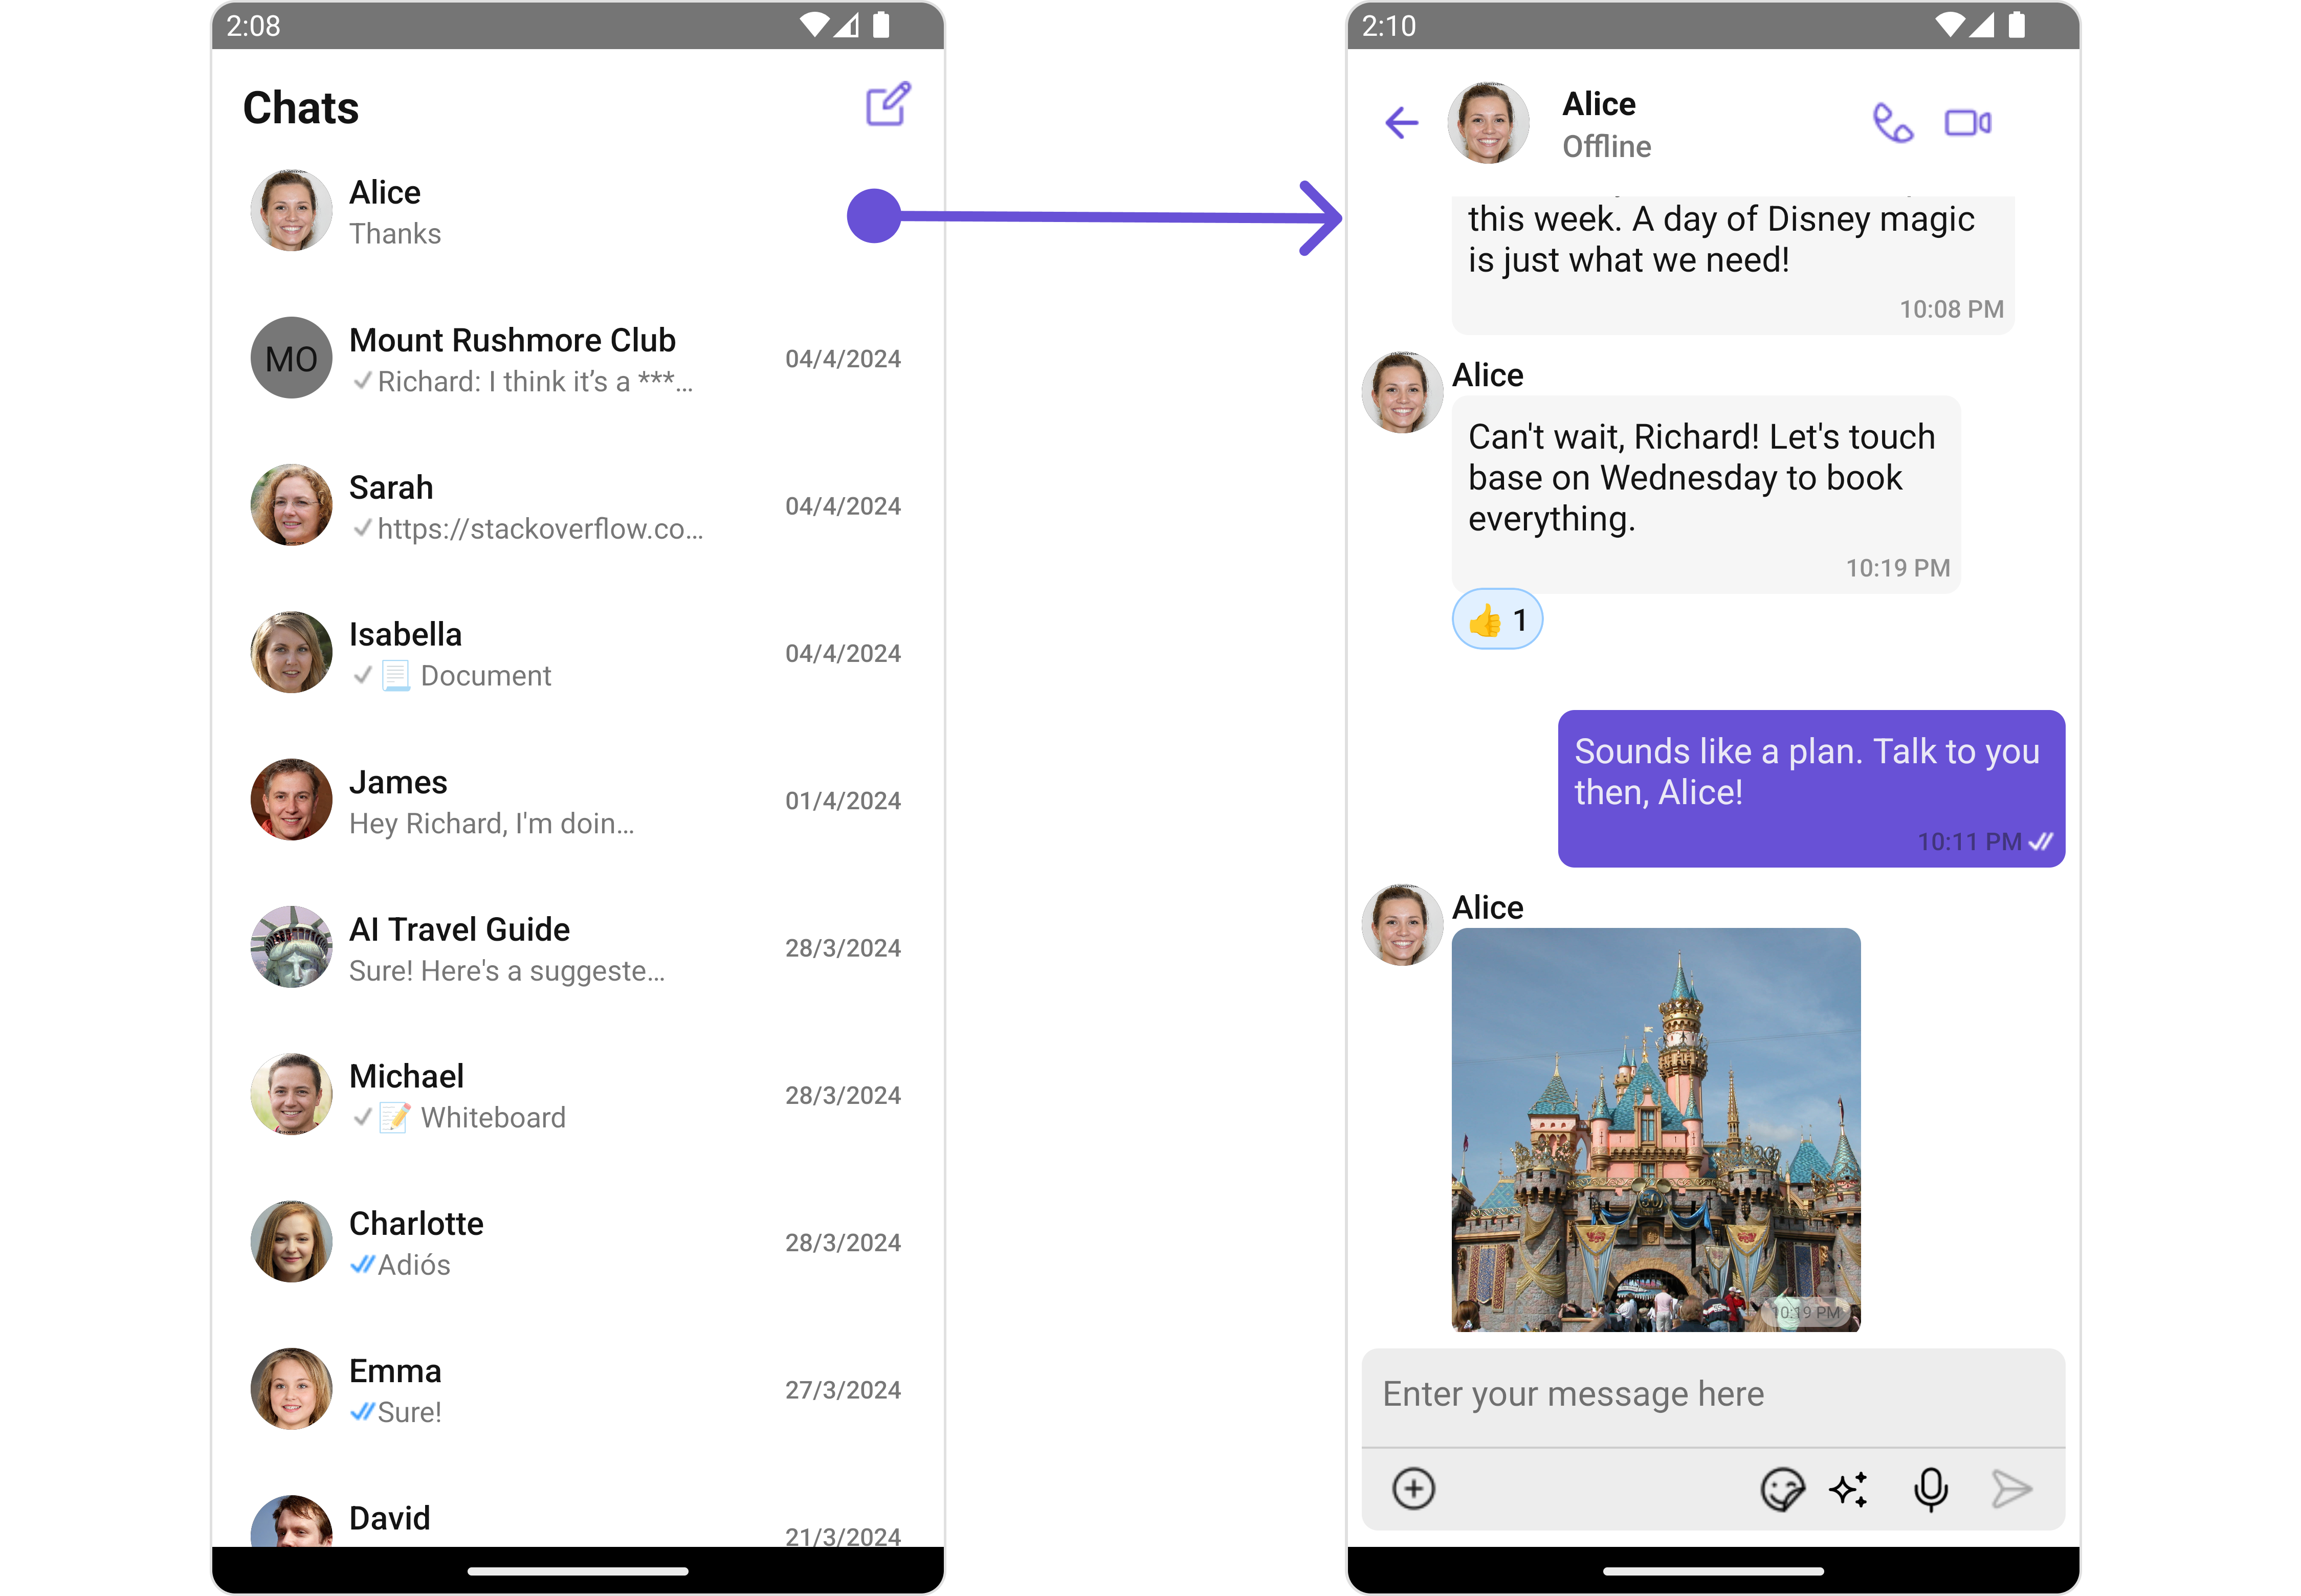 2:08
Chats
Alice
Thanks
MO
Mount Rushmore Club
Richard: I think it’s a ***...
04/4/2024
Sarah
https://stackoverflow.co...
04/4/2024
Isabella
Document
04/4/2024
James
Hey Richard, I'm doin...
01/4/2024
AI Travel Guide
Sure! Here's a suggeste...
28/3/2024
Michael
Whiteboard
28/3/2024
Charlotte
Adiós
28/3/2024
Emma
Sure!
27/3/2024
David
21/3/2024
2:10
Alice
Offline
this week. A day of Disney magic
is just what we need!
10:08 PM
Alice
Can't wait, Richard! Let's touch
base on Wednesday to book
everything.
10:19 PM
👍 1
Sounds like a plan. Talk to you
then, Alice!
10:11 PM
Alice
10:19 PM
Enter your message here